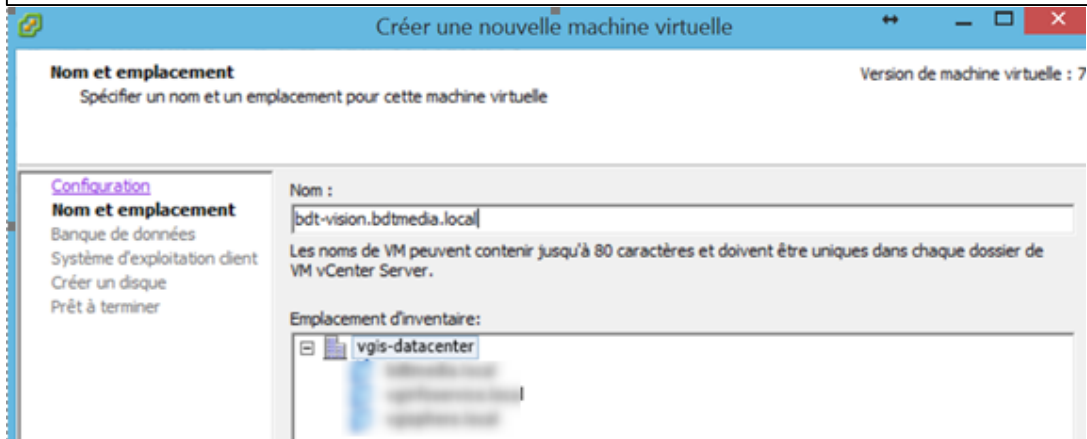 Créer une nouvelle machine virtuelle
Nom et emplacement
Version de machine virtuelle : 7
Spécifier un nom et un emplacement pour cette machine virtuelle
Configuration
Nom et emplacement
Banque de données
Système d'exploitation client
Créer un disque
Prêt à terminer
Nom :
bdt-vision.bdtmedia.local
Les noms de VM peuvent contenir jusqu'à 80 caractères et doivent être uniques dans chaque dossier de
VM vCenter Server.
Emplacement d'inventaire:
vgis-datacenter